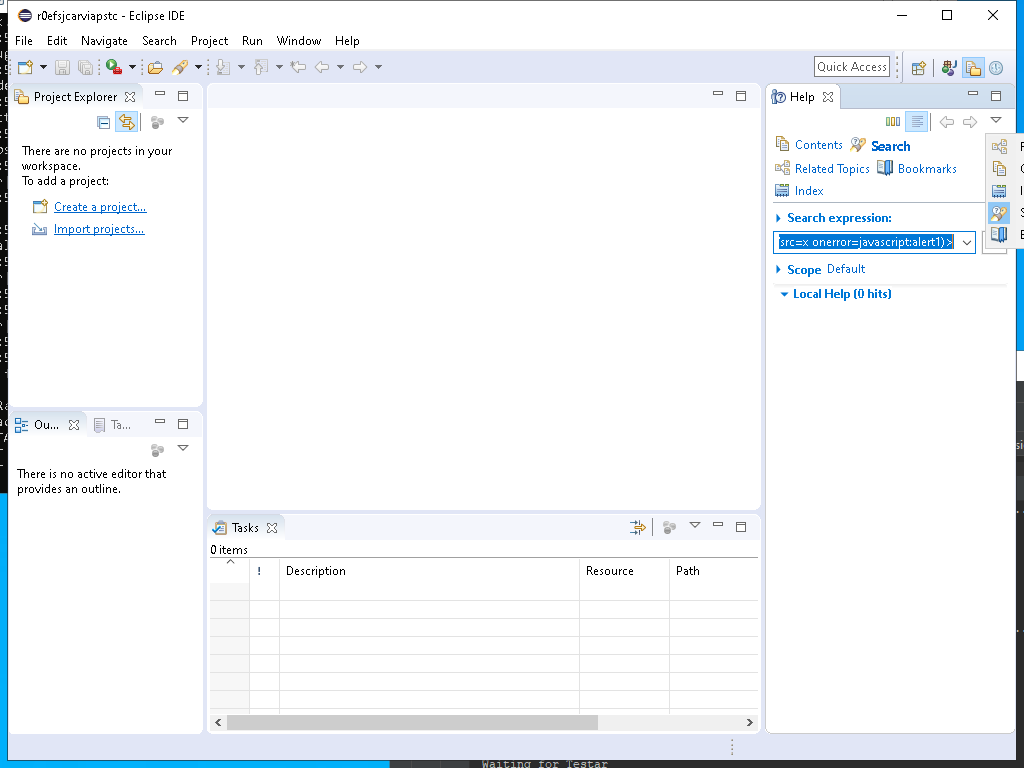 r0efsjcarviapstc - Eclipse IDE
File Edit Navigate Search Project Run Window Help
Quick Access
Project Explorer
There are no projects in your
workspace.
To add a project:
Create a project...
Import projects...
Ou...
Ta...
There is no active editor that
provides an outline.
Tasks
0 items
! Description Resource Path
Help
Contents Search
Related Topics Bookmarks
Index
Search expression:
src=x onerror=javascript:alert1)>
Scope Default
Local Help (0 hits)
Waiting for Testar